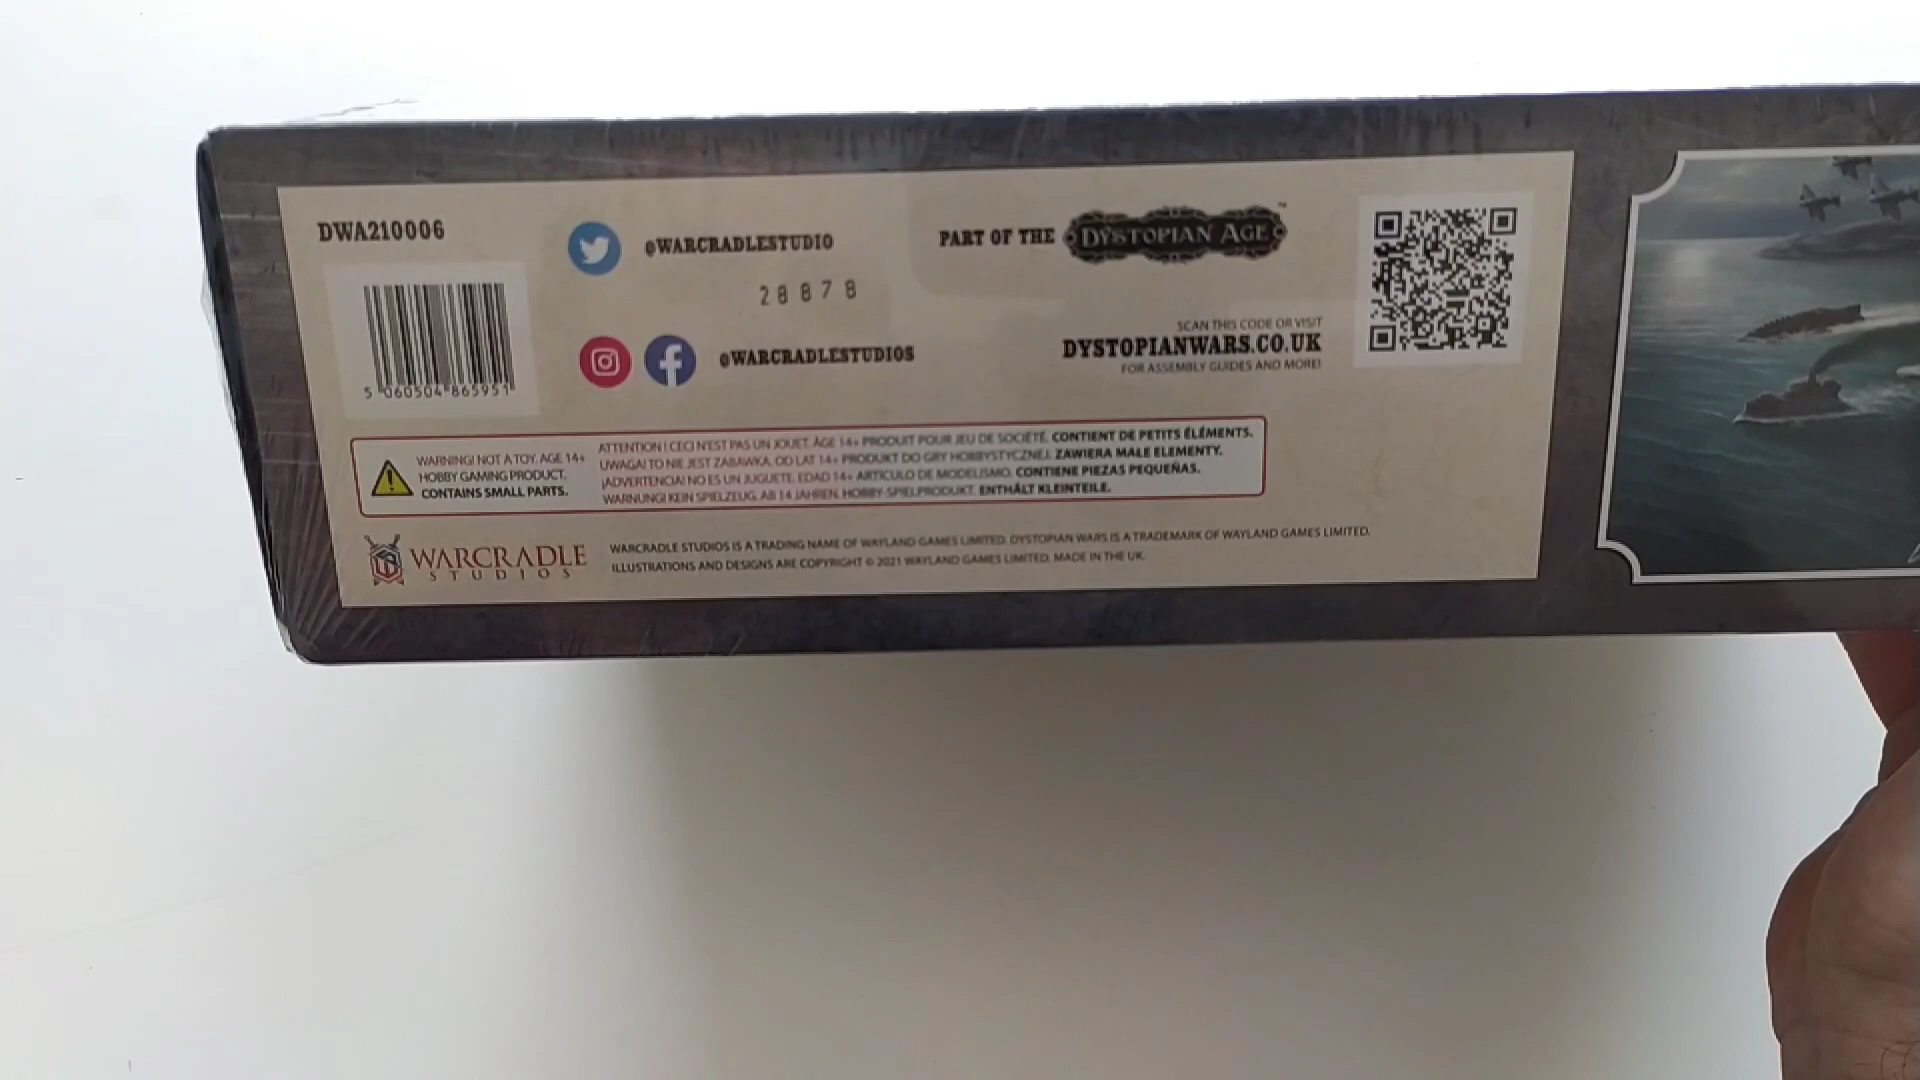 DWA210006
@WARCRADLESTUDIO
PART OF THE DYSTOPIAN AGE™
28878
@WARCRADLESTUDIOS
SCAN THIS CODE OR VISIT
DYSTOPIANWARS.CO.UK
FOR ASSEMBLY GUIDES AND MORE!
5 060504 865951
WARNING! NOT A TOY. AGE 14+
HOBBY GAMING PRODUCT.
CONTAINS SMALL PARTS.
ATTENTION ! CECI N'EST PAS UN JOUET. ÂGE 14+ PRODUIT POUR JEU DE SOCIÉTÉ. CONTIENT DE PETITS ÉLÉMENTS.
UWAGA! TO NIE JEST ZABAWKA. OD LAT 14+ PRODUKT DO GRY HOBBYSTYCZNEJ. ZAWIERA MAŁE ELEMENTY.
¡ADVERTENCIA! NO ES UN JUGUETE. EDAD 14+ ARTICULO DE MODELISMO. CONTIENE PIEZAS PEQUEÑAS.
WARNUNG! KEIN SPIELZEUG. AB 14 JAHREN. HOBBY-SPIELPRODUKT. ENTHÄLT KLEINTEILE.
WARCRADLE
STUDIOS
WARCRADLE STUDIOS IS A TRADING NAME OF WAYLAND GAMES LIMITED. DYSTOPIAN WARS IS A TRADEMARK OF WAYLAND GAMES LIMITED.
ILLUSTRATIONS AND DESIGNS ARE COPYRIGHT © 2021 WAYLAND GAMES LIMITED. MADE IN THE UK.